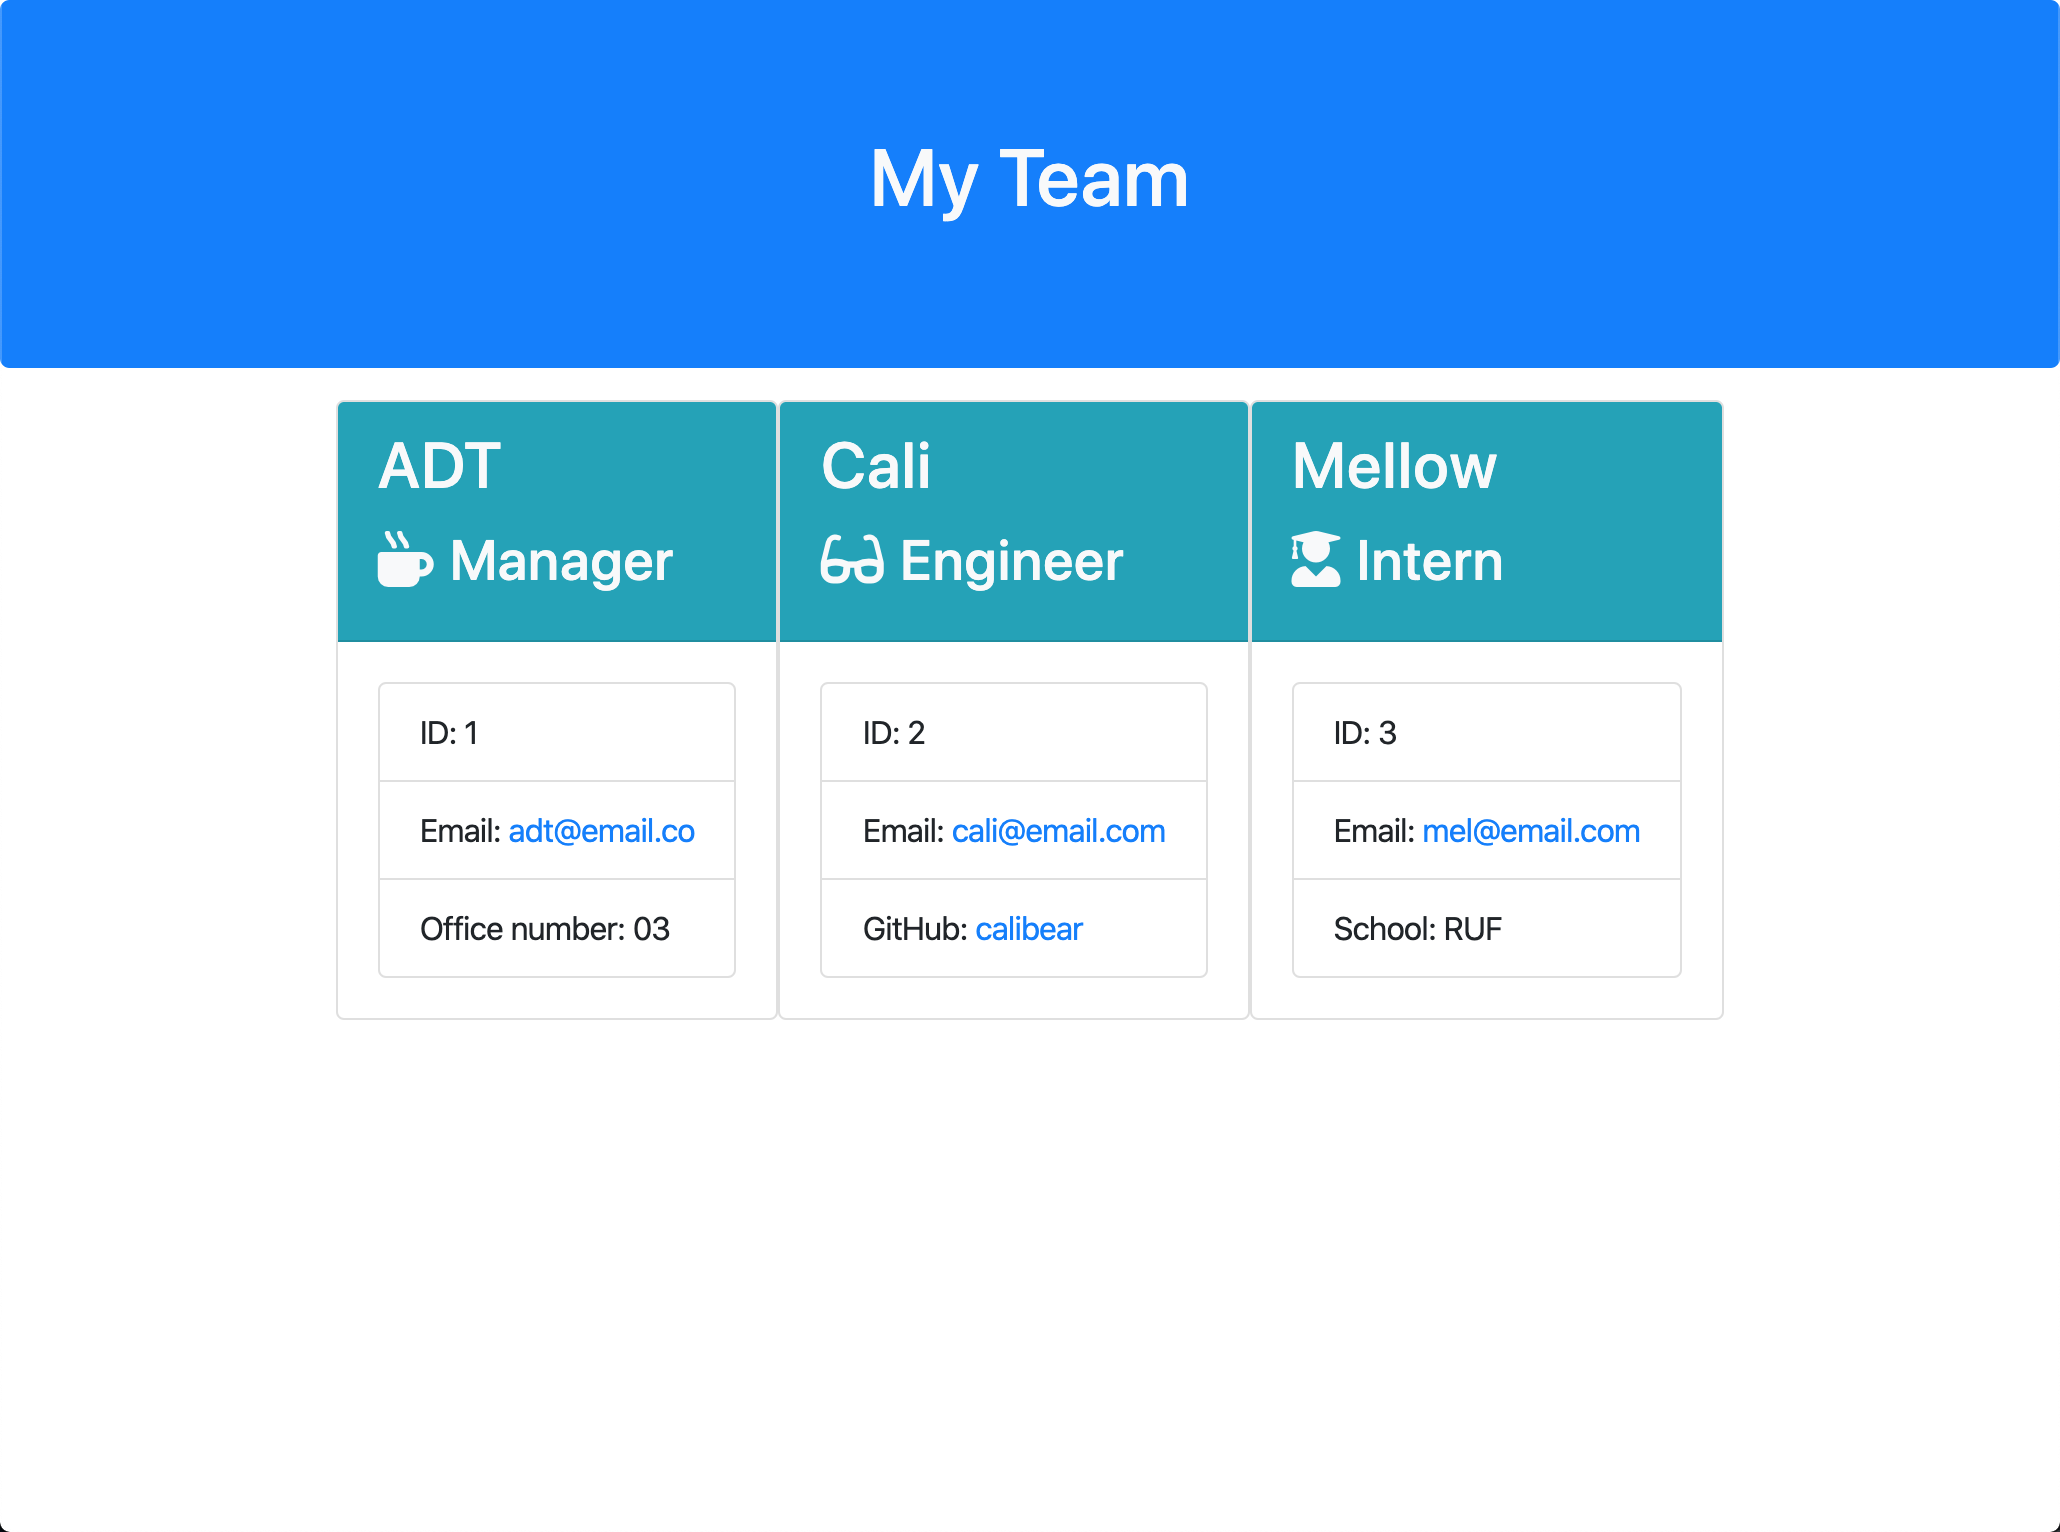 My Team
ADT
Manager
ID: 1
Email: adt@email.co
Office number: 03
Cali
Engineer
ID: 2
Email: cali@email.com
GitHub: calibear
Mellow
Intern
ID: 3
Email: mel@email.com
School: RUF